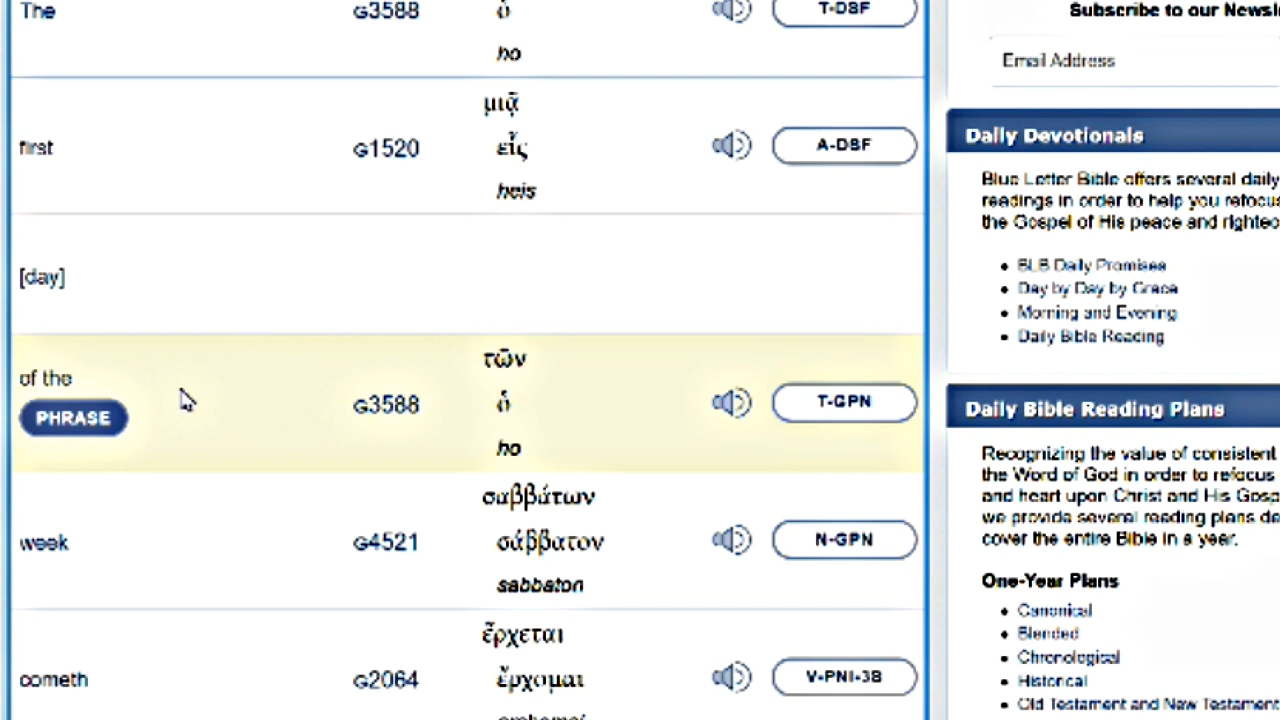 The
G3588
ὁ
T-DSF
ho
μιᾷ
first
G1520
εἷς
A-DSF
heis
[day]
τῶν
of the
PHRASE
G3588
ὁ
T-GPN
ho
σαββάτων
week
G4521
σάββατον
N-GPN
sabbaton
ἔρχεται
cometh
G2064
ἔρχομαι
V-PNI-3S
Subscribe to our
Email Address
Daily Devotionals
Blue Letter Bible offers several daily
readings in order to help you
the Gospel of His peace and
BLB Daily Promises
Day by Day by Grace
Morning and Evening
Daily Bible Reading
Daily Bible Reading Plans
Recognizing the value of consistent
the Word of God in order to refocus
and heart upon Christ and His
we provide several reading plans
cover the entire Bible in a year.
One-Year Plans
Canonical
Blended
Chronological
Historical
Old Testament and New Testament